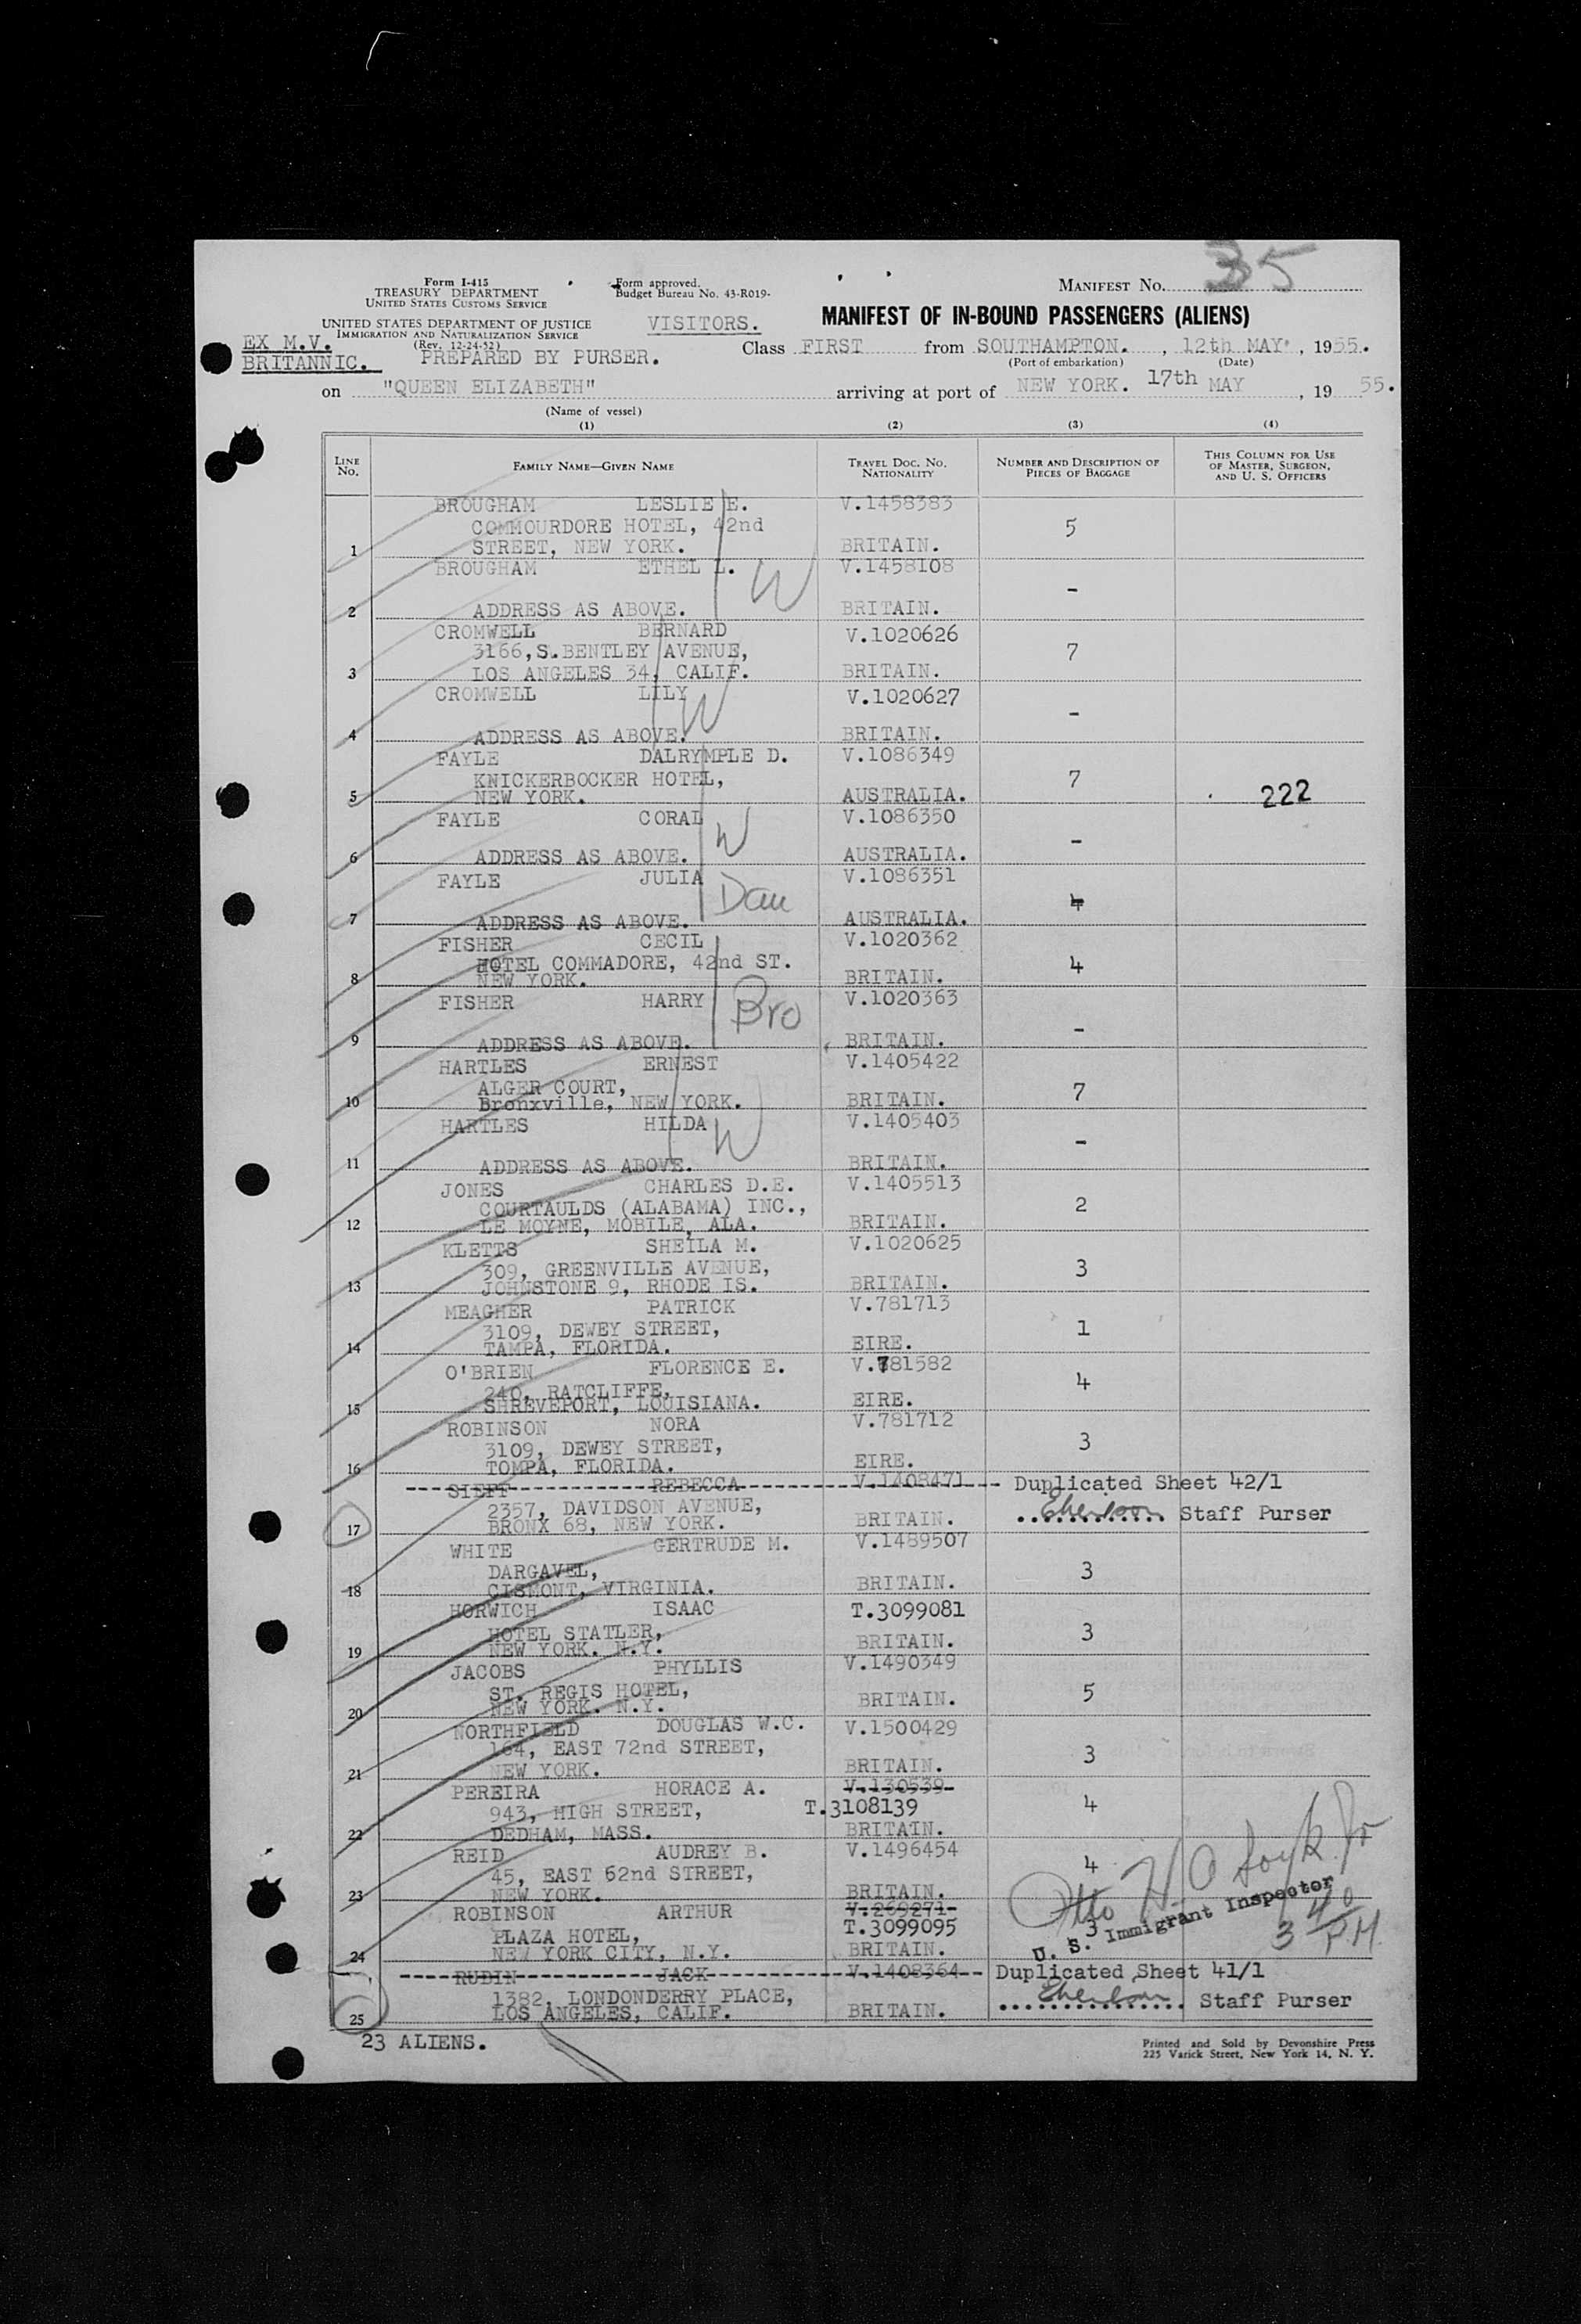 35
Form I-415
TREASURY DEPARTMENT
UNITED STATES CUSTOMS SERVICE
Form approved.
Budget Bureau No. 43-R019-
MANIFEST No.
UNITED STATES DEPARTMENT OF JUSTICE
IMMIGRATION AND NATURALIZATION SERVICE
(Rev. 12-24-52)
VISITORS.
MANIFEST OF IN-BOUND PASSENGERS (ALIENS)
EX M.V.
BRITANNIC.
PREPARED BY PURSER.
Class FIRST from SOUTHAMPTON. , 12th MAY , 1955.
(Port of embarkation) (Date)
on "QUEEN ELIZABETH" arriving at port of NEW YORK. 17th MAY , 19 55.
(Name of vessel)
(1) (2) (3) (4)
LINE No. FAMILY NAME—GIVEN NAME TRAVEL DOC. No. NATIONALITY NUMBER AND DESCRIPTION OF PIECES OF BAGGAGE THIS COLUMN FOR USE OF MASTER, SURGEON, AND U. S. OFFICERS
BROUGHAM LESLIE E. V.1458383
COMMOURDORE HOTEL, 42nd 5
1 STREET, NEW YORK. BRITAIN.
BROUGHAM ETHEL L. V.1458108
W -
2 ADDRESS AS ABOVE. BRITAIN.
CROMWELL BERNARD V.1020626
3166,S.BENTLEY AVENUE, 7
3 LOS ANGELES 34, CALIF. BRITAIN.
CROMWELL LILY V.1020627
W -
4 ADDRESS AS ABOVE. BRITAIN.
FAYLE DALRYMPLE D. V.1086349
KNICKERBOCKER HOTEL, 7
5 NEW YORK. AUSTRALIA. 222
FAYLE CORAL V.1086350
W -
6 ADDRESS AS ABOVE. AUSTRALIA.
FAYLE JULIA V.1086351
Dau 4
7 ADDRESS AS ABOVE. AUSTRALIA.
FISHER CECIL V.1020362
HOTEL COMMADORE, 42nd ST. 4
8 NEW YORK. BRITAIN.
FISHER HARRY V.1020363
Bro -
9 ADDRESS AS ABOVE. BRITAIN.
HARTLES ERNEST V.1405422
ALGER COURT, 7
10 Bronxville, NEW YORK. BRITAIN.
HARTLES HILDA V.1405403
W -
11 ADDRESS AS ABOVE. BRITAIN.
JONES CHARLES D.E. V.1405513
COURTAULDS (ALABAMA) INC., 2
12 LE MOYNE, MOBILE, ALA. BRITAIN.
KLETTS SHEILA M. V.1020625
309, GREENVILLE AVENUE, 3
13 JOHNSTONE 9, RHODE IS. BRITAIN.
MEAGHER PATRICK V.781713
3109, DEWEY STREET, 1
14 TAMPA, FLORIDA. EIRE.
O'BRIEN FLORENCE E. V.781582
240, RATCLIFFE, 4
15 SHREVEPORT, LOUISIANA. EIRE.
ROBINSON NORA V.781712
3109, DEWEY STREET, 3
16 TOMPA, FLORIDA. EIRE.
SIEFF REBECCA V.1408471 Duplicated Sheet 42/1
2357, DAVIDSON AVENUE, Staff Purser
17 BRONX 68, NEW YORK. BRITAIN.
WHITE GERTRUDE M. V.1489507
DARGAVEL, 3
18 CISMONT, VIRGINIA. BRITAIN.
HORWICH ISAAC T.3099081
HOTEL STATLER, 3
19 NEW YORK. N.Y. BRITAIN.
JACOBS PHYLLIS V.1490349
ST. REGIS HOTEL, 5
20 NEW YORK. N.Y. BRITAIN.
NORTHFIELD DOUGLAS W.C. V.1500429
164, EAST 72nd STREET, 3
21 NEW YORK. BRITAIN.
PEREIRA HORACE A. V.130539
943, HIGH STREET, T.3108139 4
22 DEDHAM, MASS. BRITAIN.
REID AUDREY B. V.1496454
45, EAST 62nd STREET, 4
23 NEW YORK. BRITAIN.
ROBINSON ARTHUR V.269271
PLAZA HOTEL, T.3099095 3
24 NEW YORK CITY, N.Y. BRITAIN.
Otto
U. S. Immigrant Inspector
3 40 P.M.
RUDIN JACK V.1408364 Duplicated Sheet 41/1
1382, LONDONDERRY PLACE, Staff Purser
25 LOS ANGELES, CALIF. BRITAIN.
23 ALIENS.
Printed and Sold by Devonshire Press
225 Varick Street, New York 14, N. Y.